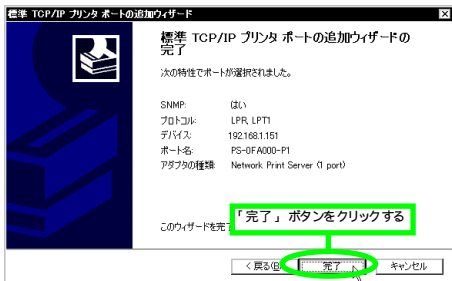 標準 TCP/IP プリンタ ポートの追加ウィザード
標準 TCP/IP プリンタ ポートの追加ウィザードの
完了
次の特性でポートが選択されました。
SNMP: はい
プロトコル: LPR, LPT1
デバイス: 192.168.1.151
ポート名: PS-0FA000-P1
アダプタの種類: Network Print Server (1 port)
「完了」ボタンをクリックする
このウィザードを完了
< 戻る(B)
完了
キャンセル